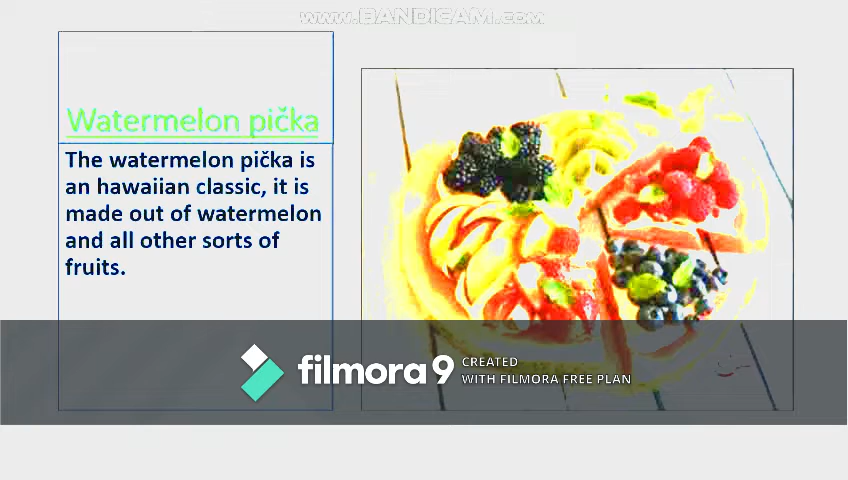 www.BANDICAM.com
Watermelon pička
The watermelon pička is
an hawaiian classic, it is
made out of watermelon
and all other sorts of
fruits.
filmora9
CREATED
WITH FILMORA FREE PLAN